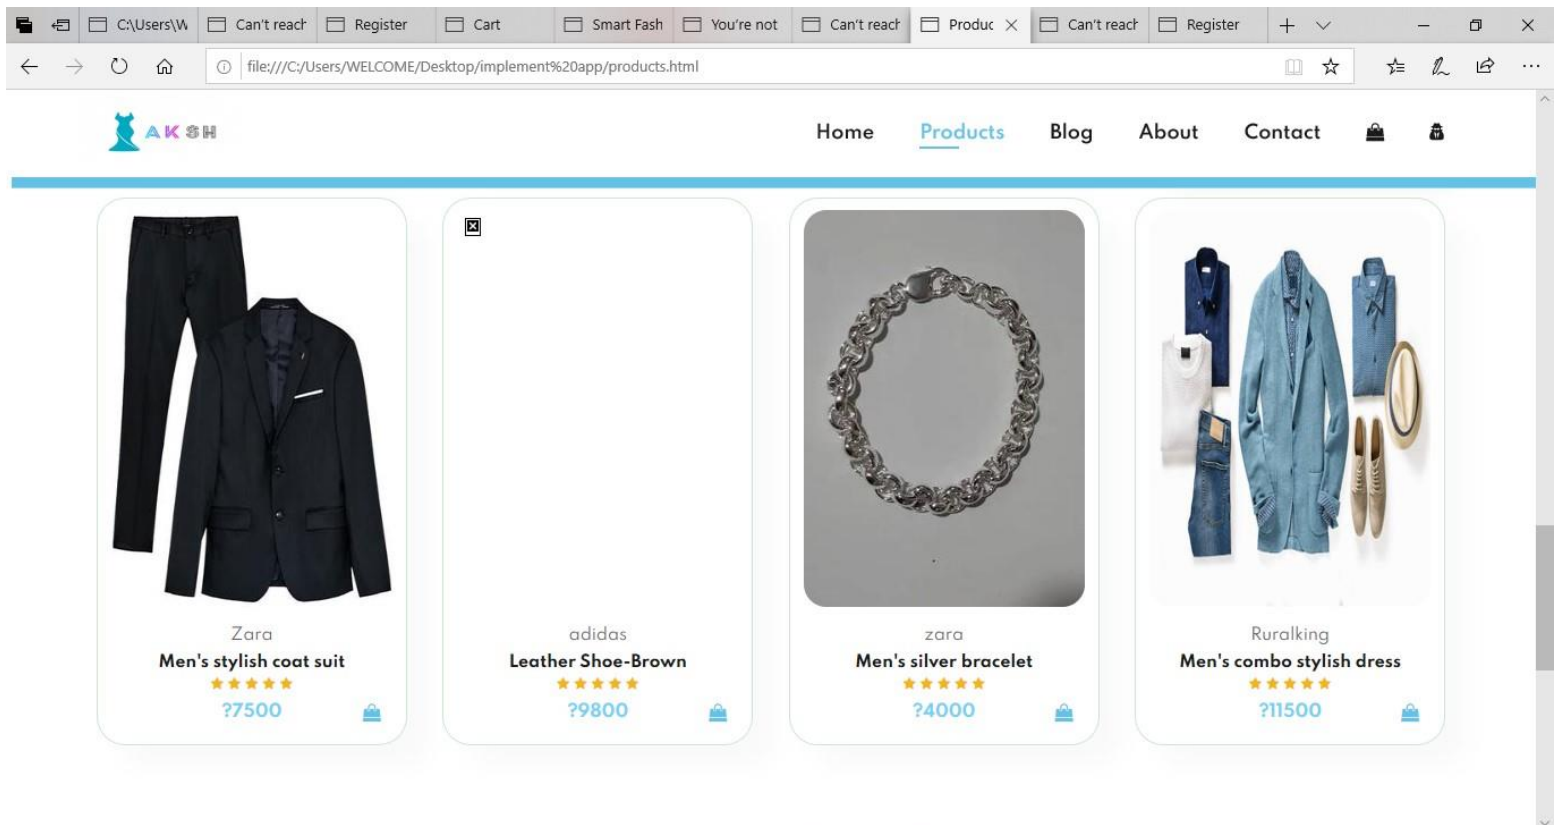 C:\Users\W
Can't reach
Register
Cart
Smart Fash
You're not
Can't reach
Produc
Can't reach
Register
file:///C:/Users/WELCOME/Desktop/implement%20app/products.html
AKSH
Home
Products
Blog
About
Contact
Zara
Men's stylish coat suit
?7500
adidas
Leather Shoe-Brown
?9800
zara
Men's silver bracelet
?4000
Ruralking
Men's combo stylish dress
?11500